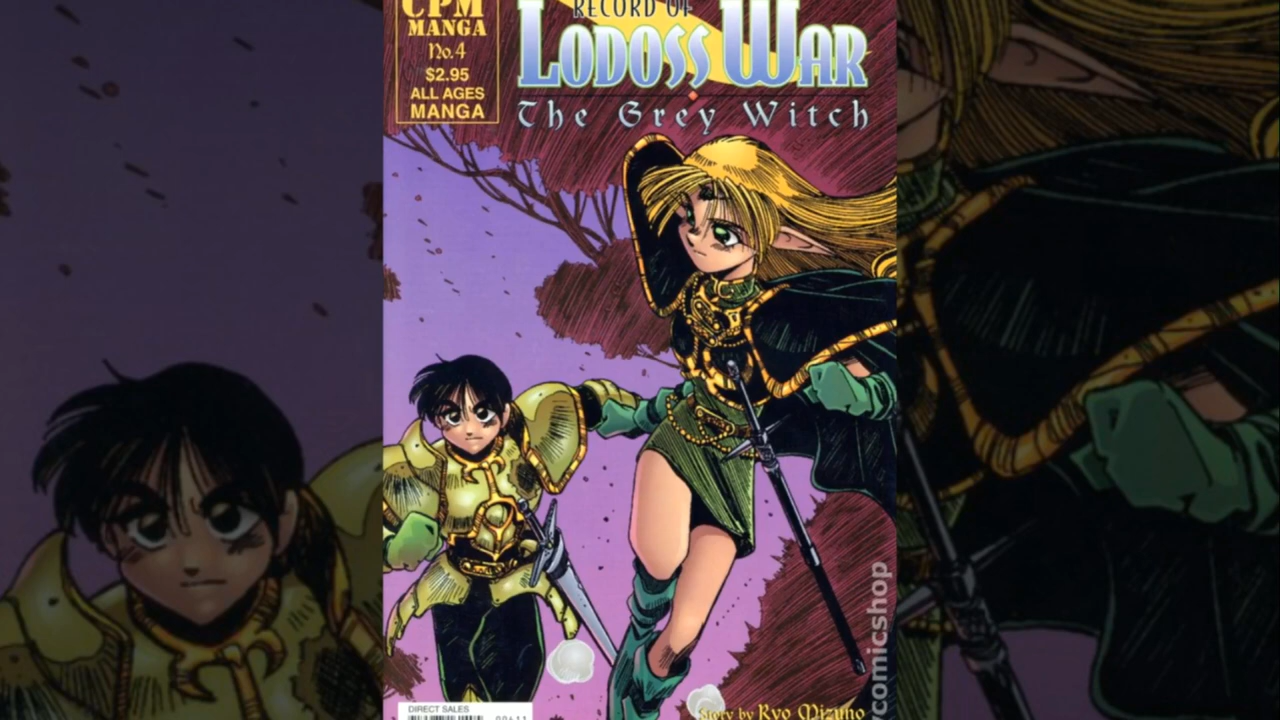 CPM
MANGA
No. 4
$2.95
ALL AGES
MANGA
RECORD OF
LODOSS WAR
The Grey Witch
DIRECT SALES
00411
Story by Ryo Mizuno
comicshop